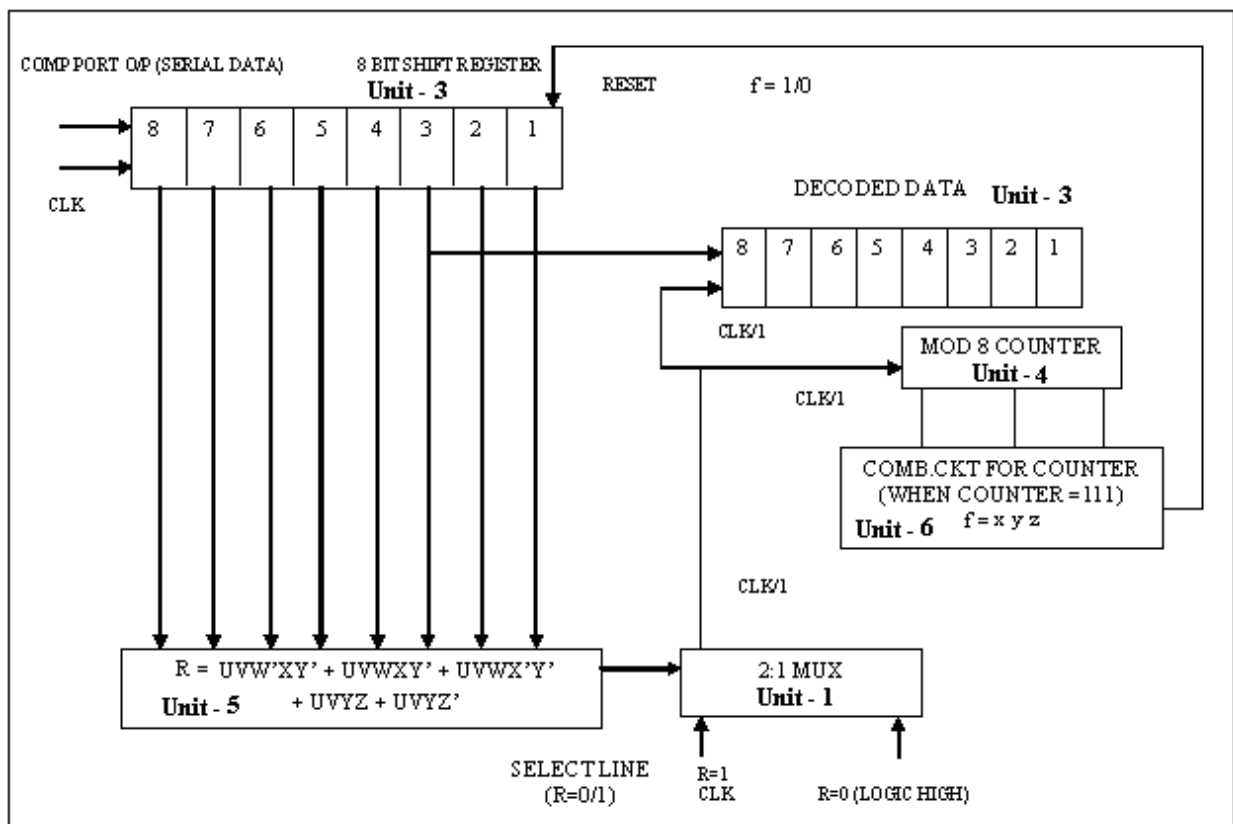 COMP PORT O/P (SERIAL DATA)
8 BIT SHIFT REGISTER
Unit - 3
RESET
f = 1/0
8 7 6 5 4 3 2 1
CLK
DECODED DATA
Unit - 3
8 7 6 5 4 3 2 1
CLK/1
MOD 8 COUNTER
Unit - 4
CLK/1
COMB.CKT FOR COUNTER
(WHEN COUNTER = 111)
f = x y z
Unit - 6
CLK/1
R = UVW'XY' + UVWXY' + UVWX'Y'
+ UVYZ + UVYZ'
Unit - 5
2:1 MUX
Unit - 1
SELECT LINE
(R=0/1)
R=1
CLK
R=0 (LOGIC HIGH)